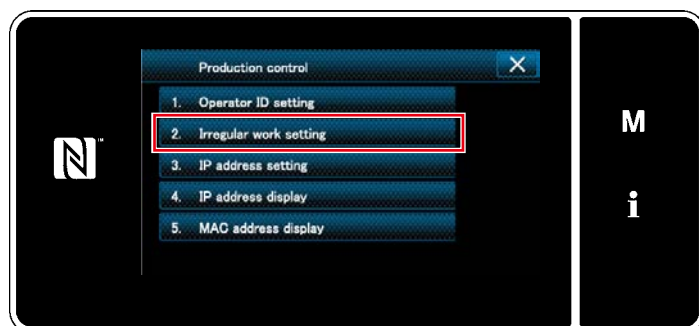 Production control
1. Operator ID setting
2. Irregular work setting
3. IP address setting
4. IP address display
5. MAC address display
M
i